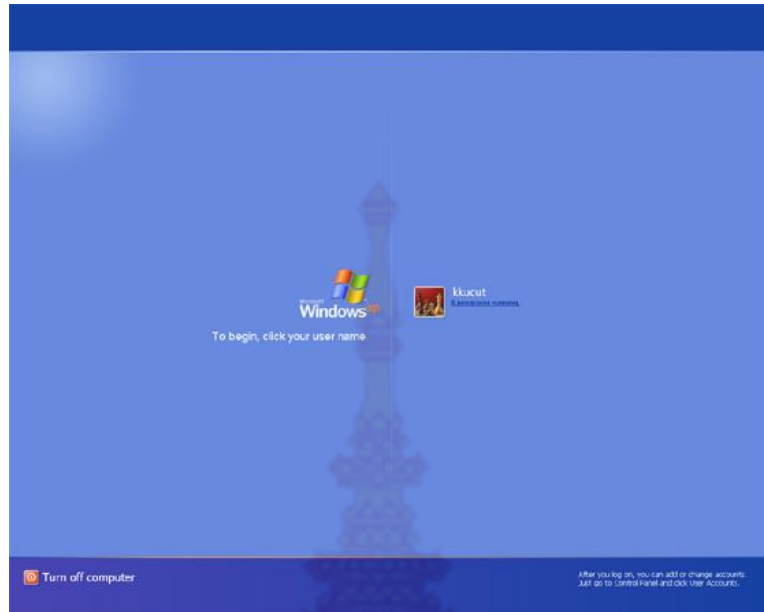 Microsoft
Windows xp
To begin, click your user name
kkucut
Turn off computer
After you log on, you can add or change accounts.
Just go to Control Panel and click User Accounts.